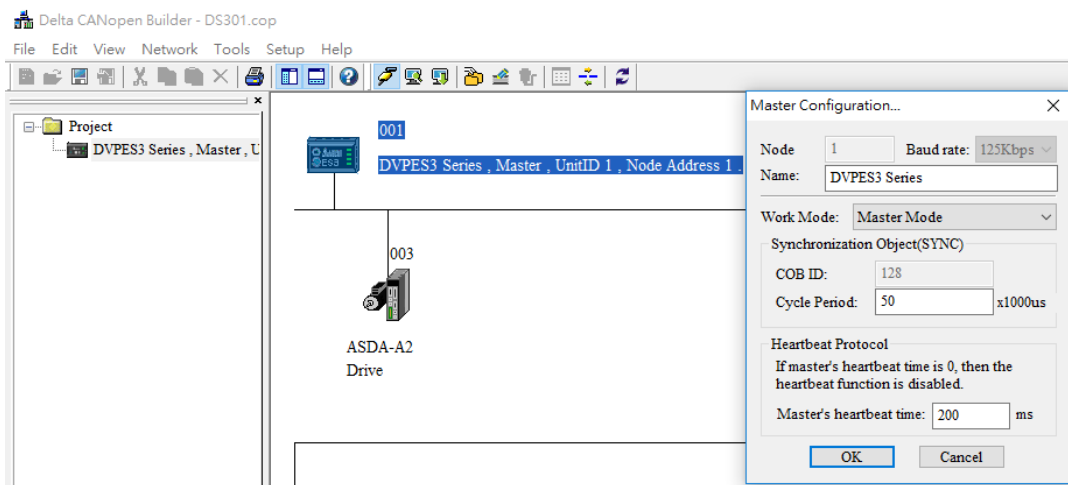 Delta CANopen Builder - DS301.cop
File Edit View Network Tools Setup Help
Project
DVPES3 Series , Master , U
001
DVPES3 Series , Master , UnitID 1 , Node Address 1 .
003
ASDA-A2
Drive
Master Configuration...
Node 1 Baud rate: 125Kbps
Name: DVPES3 Series
Work Mode: Master Mode
Synchronization Object(SYNC)
COB ID: 128
Cycle Period: 50 x1000us
Heartbeat Protocol
If master's heartbeat time is 0, then the
heartbeat function is disabled.
Master's heartbeat time: 200 ms
OK Cancel